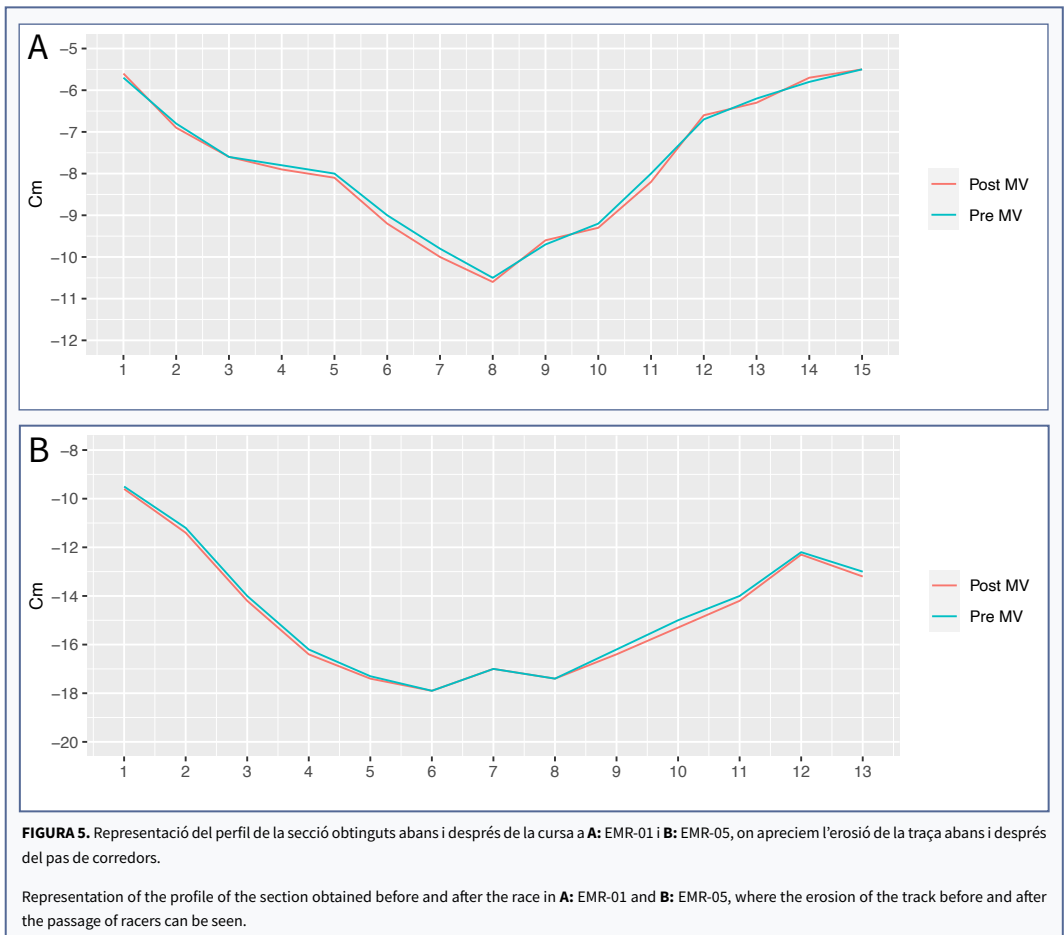 A
−5
−6
−7
−8
−9
−10
−11
−12
Cm
1 2 3 4 5 6 7 8 9 10 11 12 13 14 15
Post MV
Pre MV
B
−8
−10
−12
−14
−16
−18
−20
Cm
1 2 3 4 5 6 7 8 9 10 11 12 13
Post MV
Pre MV
FIGURA 5. Representació del perfil de la secció obtinguts abans i després de la cursa a A: EMR-01 i B: EMR-05, on apreciem l’erosió de la traça abans i després
del pas de corredors.
Representation of the profile of the section obtained before and after the race in A: EMR-01 and B: EMR-05, where the erosion of the track before and after
the passage of racers can be seen.